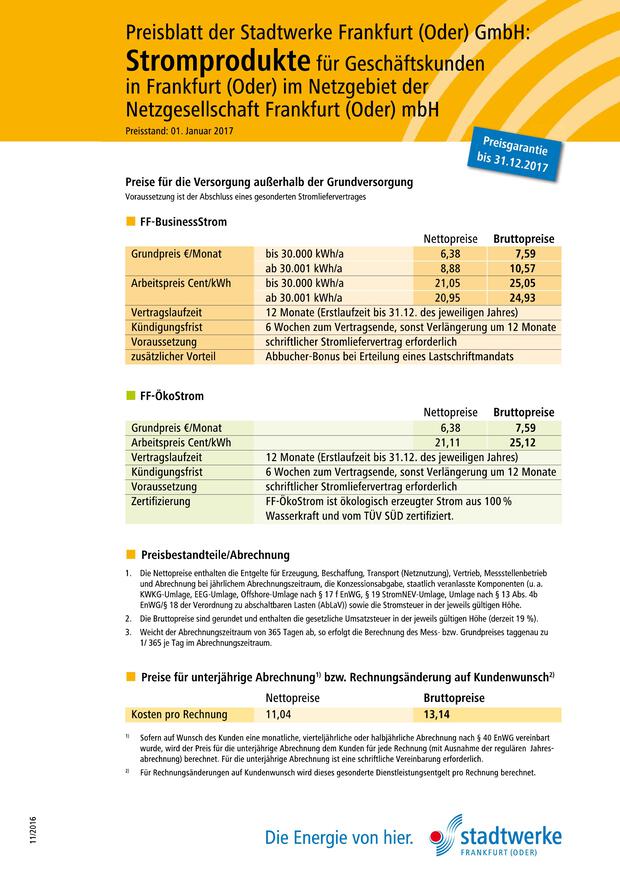 Preisblatt der Stadtwerke Frankfurt (Oder) GmbH:
Stromprodukte für Geschäftskunden
in Frankfurt (Oder) im Netzgebiet der
Netzgesellschaft Frankfurt (Oder) mbH
Preisstand: 01. Januar 2017
Preisgarantie
bis 31.12.2017
Preise für die Versorgung außerhalb der Grundversorgung
Voraussetzung ist der Abschluss eines gesonderten Stromliefervertrages
FF-BusinessStrom
Nettopreise Bruttopreise
Grundpreis €/Monat bis 30.000 kWh/a 6,38 7,59
ab 30.001 kWh/a 8,88 10,57
Arbeitspreis Cent/kWh bis 30.000 kWh/a 21,05 25,05
ab 30.001 kWh/a 20,95 24,93
Vertragslaufzeit 12 Monate (Erstlaufzeit bis 31.12. des jeweiligen Jahres)
Kündigungsfrist 6 Wochen zum Vertragsende, sonst Verlängerung um 12 Monate
Voraussetzung schriftlicher Stromliefervertrag erforderlich
zusätzlicher Vorteil Abbucher-Bonus bei Erteilung eines Lastschriftmandats
FF-ÖkoStrom
Nettopreise Bruttopreise
Grundpreis €/Monat 6,38 7,59
Arbeitspreis Cent/kWh 21,11 25,12
Vertragslaufzeit 12 Monate (Erstlaufzeit bis 31.12. des jeweiligen Jahres)
Kündigungsfrist 6 Wochen zum Vertragsende, sonst Verlängerung um 12 Monate
Voraussetzung schriftlicher Stromliefervertrag erforderlich
Zertifizierung FF-ÖkoStrom ist ökologisch erzeugter Strom aus 100 %
Wasserkraft und vom TÜV SÜD zertifiziert.
Preisbestandteile/Abrechnung
1. Die Nettopreise enthalten die Entgelte für Erzeugung, Beschaffung, Transport (Netznutzung), Vertrieb, Messstellenbetrieb
und Abrechnung bei jährlichem Abrechnungszeitraum, die Konzessionsabgabe, staatlich veranlasste Komponenten (u. a.
KWKG-Umlage, EEG-Umlage, Offshore-Umlage nach § 17 f EnWG, § 19 StromNEV-Umlage, Umlage nach § 13 Abs. 4b
EnWG/§ 18 der Verordnung zu abschaltbaren Lasten (AbLaV)) sowie die Stromsteuer in der jeweils gültigen Höhe.
2. Die Bruttopreise sind gerundet und enthalten die gesetzliche Umsatzsteuer in der jeweils gültigen Höhe (derzeit 19 %).
3. Weicht der Abrechnungszeitraum von 365 Tagen ab, so erfolgt die Berechnung des Mess- bzw. Grundpreises taggenau zu
1/ 365 je Tag im Abrechnungszeitraum.
Preise für unterjährige Abrechnung1) bzw. Rechnungsänderung auf Kundenwunsch2)
Nettopreise Bruttopreise
Kosten pro Rechnung 11,04 13,14
1) Sofern auf Wunsch des Kunden eine monatliche, vierteljährliche oder halbjährliche Abrechnung nach § 40 EnWG vereinbart
wurde, wird der Preis für die unterjährige Abrechnung dem Kunden für jede Rechnung (mit Ausnahme der regulären Jahres-
abrechnung) berechnet. Für die unterjährige Abrechnung ist eine schriftliche Vereinbarung erforderlich.
2) Für Rechnungsänderungen auf Kundenwunsch wird dieses gesonderte Dienstleistungsentgelt pro Rechnung berechnet.
11/2016
Die Energie von hier.
stadtwerke
FRANKFURT (ODER)